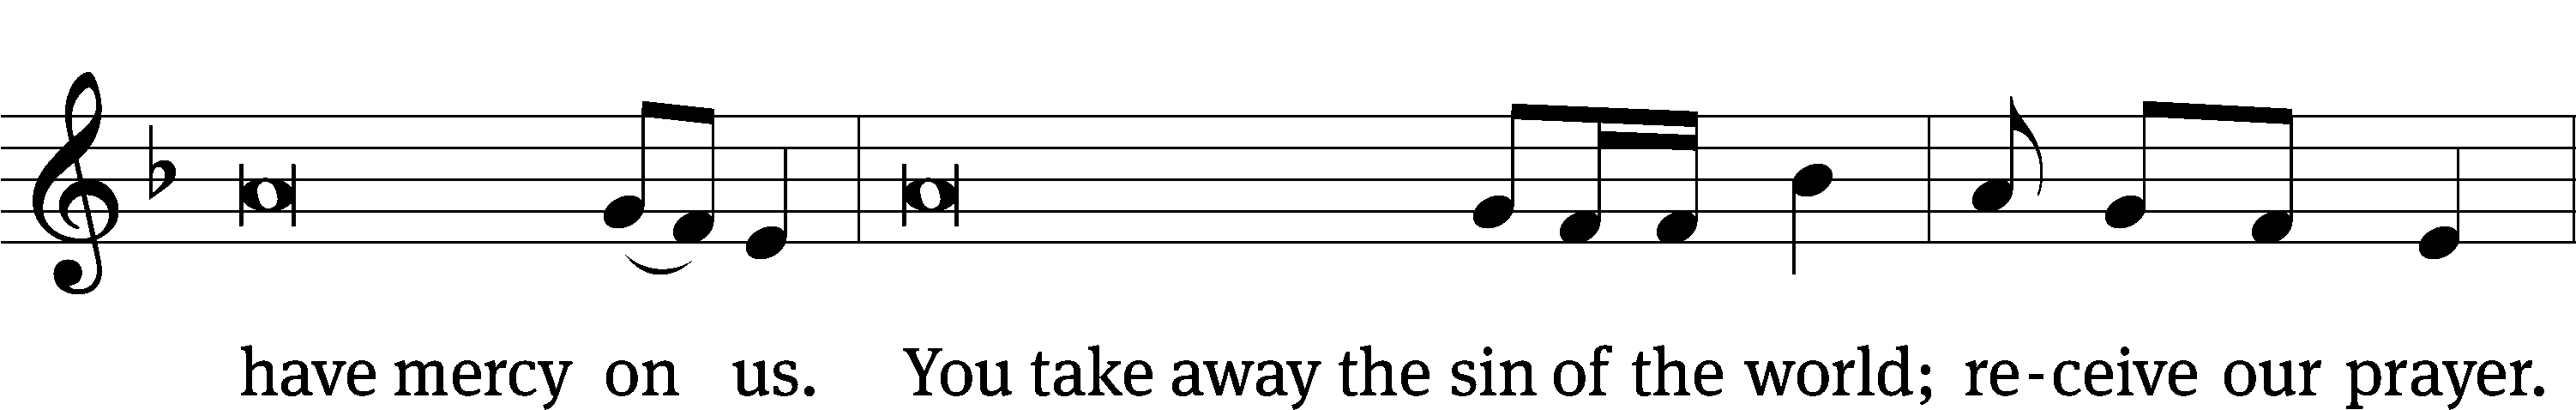 have mercy on us. You take away the sin of the world; re-ceive our prayer.